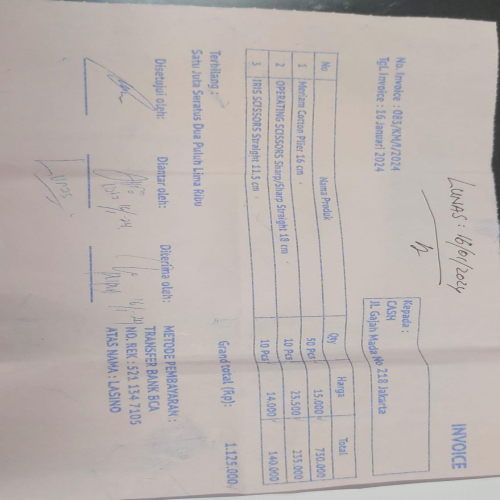 INVOICE
No. Invoice : 083/KM/I/2024
Tgl. Invoice : 16 Januari 2024
LUNAS : 16/01/2024
Kepada :
CASH
Jl. Gajah Mada No 218 Jakarta
No Nama Produk Qty Harga Total
1 Meriam Cotton Plier 16 cm 50 Pcs 15.000 750.000
2 OPERATING SCISSORS Sharp/Sharp Straight 18 cm 10 Pcs 23.500 235.000
3 IRIS SCISSORS Straight 11.5 cm 10 Pcs 14.000 140.000
Grand total (Rp): 1.125.000
Terbilang :
Satu Juta Seratus Dua Puluh Lima Ribu
Disetujui oleh: Diantar oleh: Diterima oleh:
LUNAS
METODE PEMBAYARAN :
TRANSFER BANK BCA
NO. REK : 521 134 7105
ATAS NAMA : LASINO